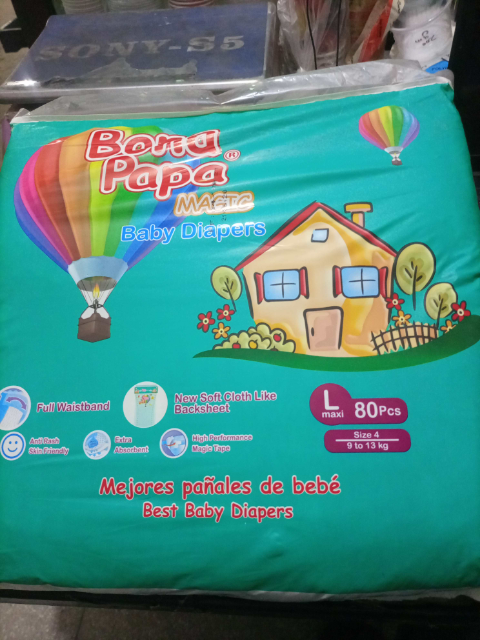 SONY-S5
Bona
Papa®
MAGIC
Baby Diapers
Full Waistband
New Soft Cloth Like
Backsheet
L
maxi
80Pcs
Size 4
9 to 13 kg
Anti Rash
Skin Friendly
Extra
Absorbent
High Performance
Magic Tape
Mejores pañales de bebé
Best Baby Diapers